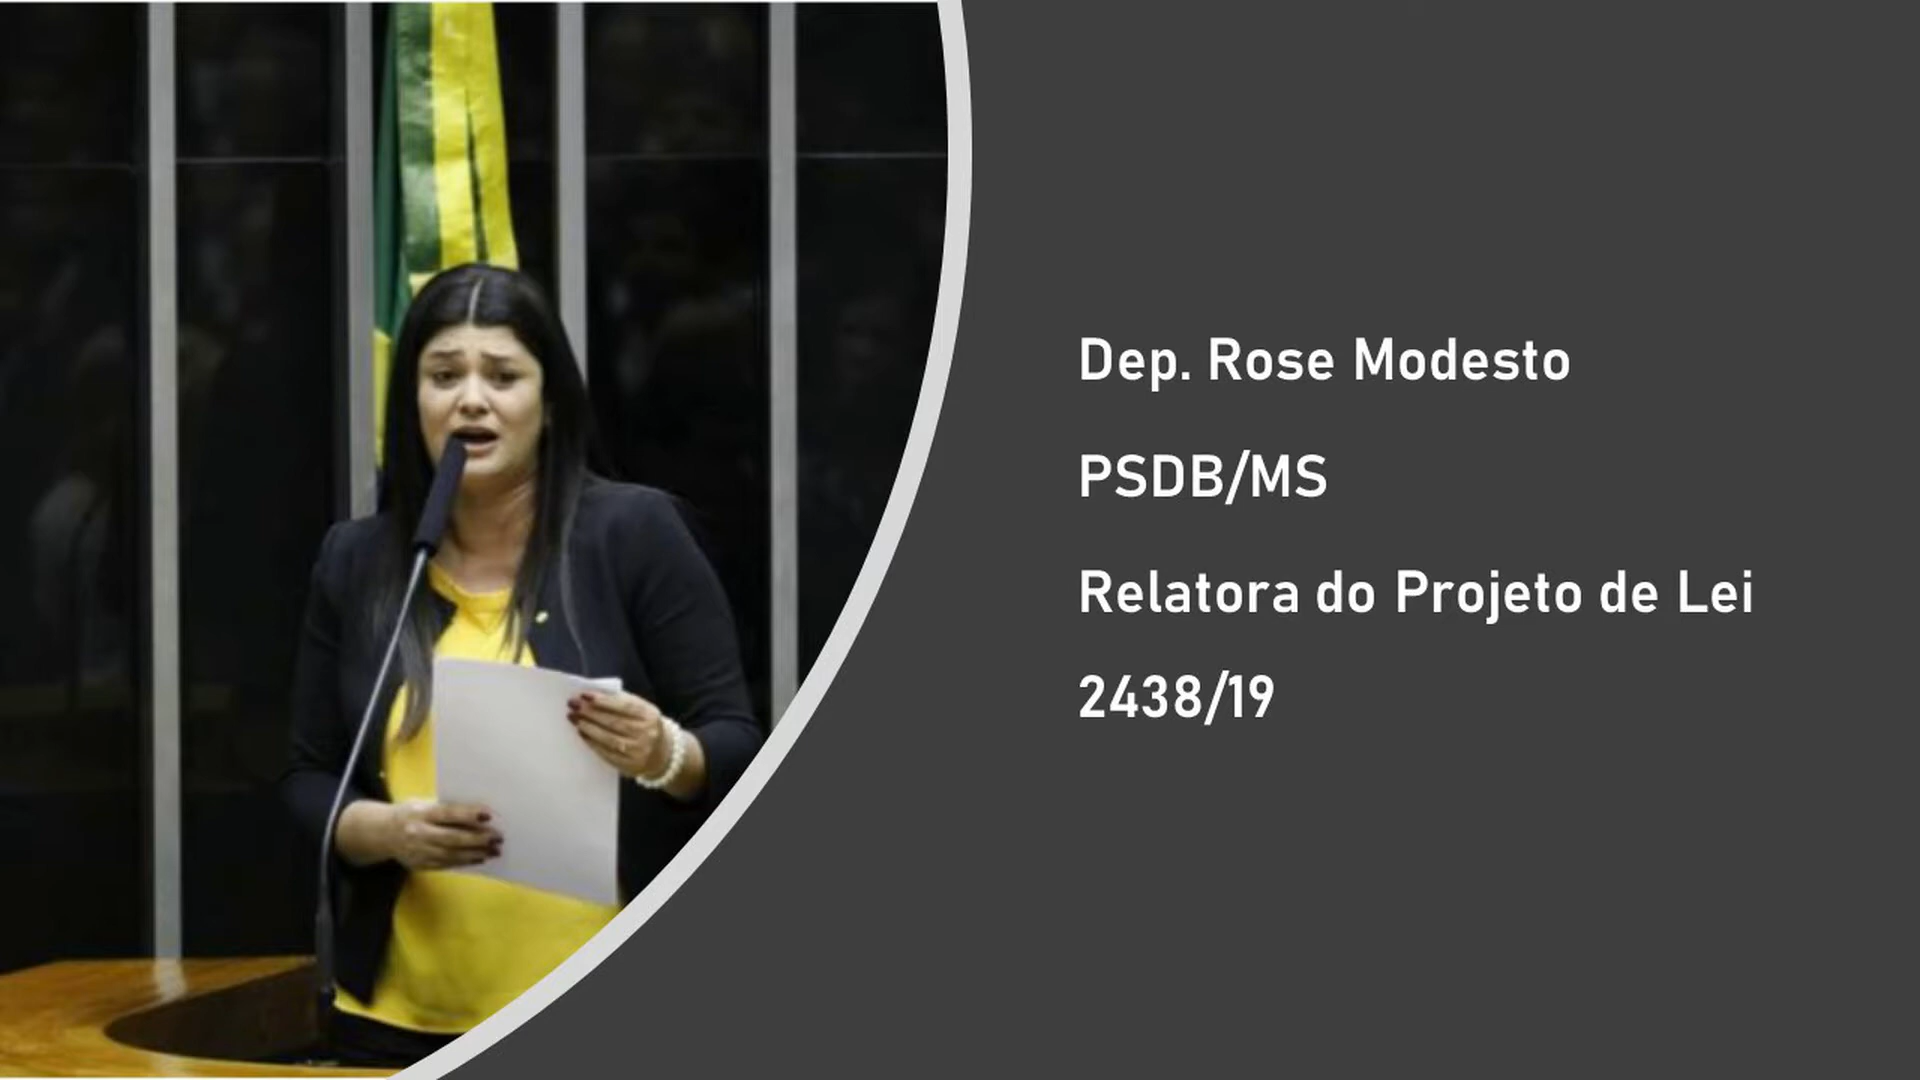 Dep. Rose Modesto
PSDB/MS
Relatora do Projeto de Lei
2438/19